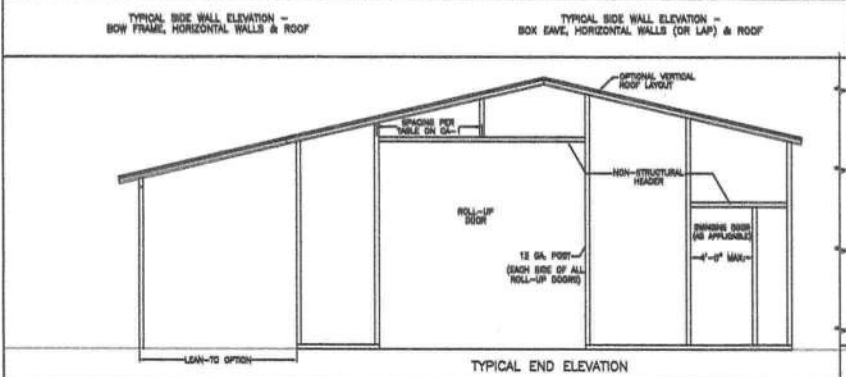 TYPICAL SIDE WALL ELEVATION –
BOW FRAME, HORIZONTAL WALLS & ROOF
TYPICAL SIDE WALL ELEVATION –
BOX EAVE, HORIZONTAL WALLS (OR LAP) & ROOF
OPTIONAL VERTICAL
ROOF LAYOUT
SPACING PER
TABLE ON GA-
NON-STRUCTURAL
HEADER
ROLL-UP
DOOR
SWINGING DOOR
(AS APPLICABLE)
4'-0" MAX.
12 GA. POST
(EACH SIDE OF ALL
ROLL-UP DOORS)
LEAN-TO OPTION
TYPICAL END ELEVATION